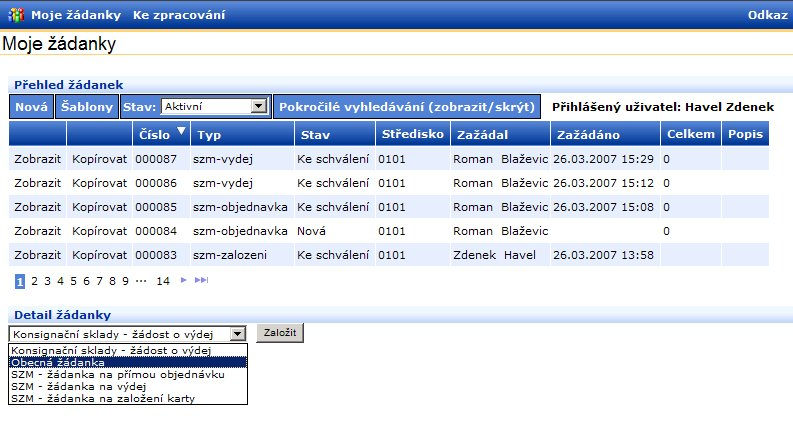 Moje žádanky Ke zpracování Odkaz
Moje žádanky
Přehled žádanek
Nová Šablony Stav: Aktivní Pokročilé vyhledávání (zobrazit/skrýt) Přihlášený uživatel: Havel Zdenek
Číslo Typ Stav Středisko Zažádal Zažádáno Celkem Popis
Zobrazit Kopírovat 000087 szm-vydej Ke schválení 0101 Roman Blaževic 26.03.2007 15:29 0
Zobrazit Kopírovat 000086 szm-vydej Ke schválení 0101 Roman Blaževic 26.03.2007 15:12 0
Zobrazit Kopírovat 000085 szm-objednavka Ke schválení 0101 Roman Blaževic 26.03.2007 15:08 0
Zobrazit Kopírovat 000084 szm-objednavka Nová 0101 Roman Blaževic 0
Zobrazit Kopírovat 000083 szm-zalozeni Ke schválení 0101 Zdenek Havel 26.03.2007 13:58
1 2 3 4 5 6 7 8 9 ... 14
Detail žádanky
Konsignační sklady - žádost o výdej Založit
Konsignační sklady - žádost o výdej
Obecná žádanka
SZM - žádanka na přímou objednávku
SZM - žádanka na výdej
SZM - žádanka na založení karty